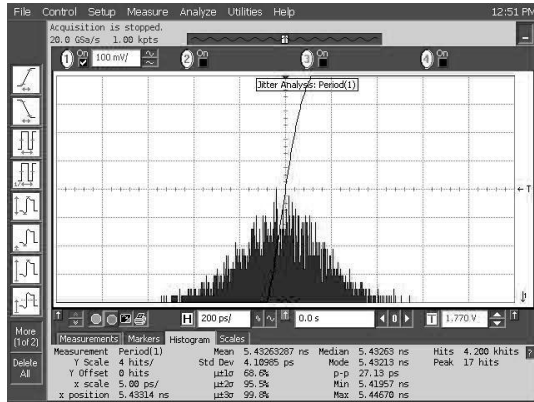 File Control Setup Measure Analyze Utilities Help 12:51 PM
Acquisition is stopped.
20.0 GSa/s 1.00 kpts
1 On 100 mV/ 2 On 3 On 4 On
Jitter Analysis: Period(1)
T
H 200 ps/ 0.0 s 0 T 1.770 V
More
(1of 2)
Delete
All
Measurements Markers Histogram Scales
Measurement Period(1) Mean 5.43263287 ns Median 5.43263 ns Hits 4.200 khits ?
Y Scale 4 hits/ Std Dev 4.10985 ps Mode 5.43213 ns Peak 17 hits
Y Offset 0 hits μ±1σ 68.6% p-p 27.13 ps
x scale 5.00 ps/ μ±2σ 95.5% Min 5.41957 ns
x position 5.43314 ns μ±3σ 99.8% Max 5.44670 ns